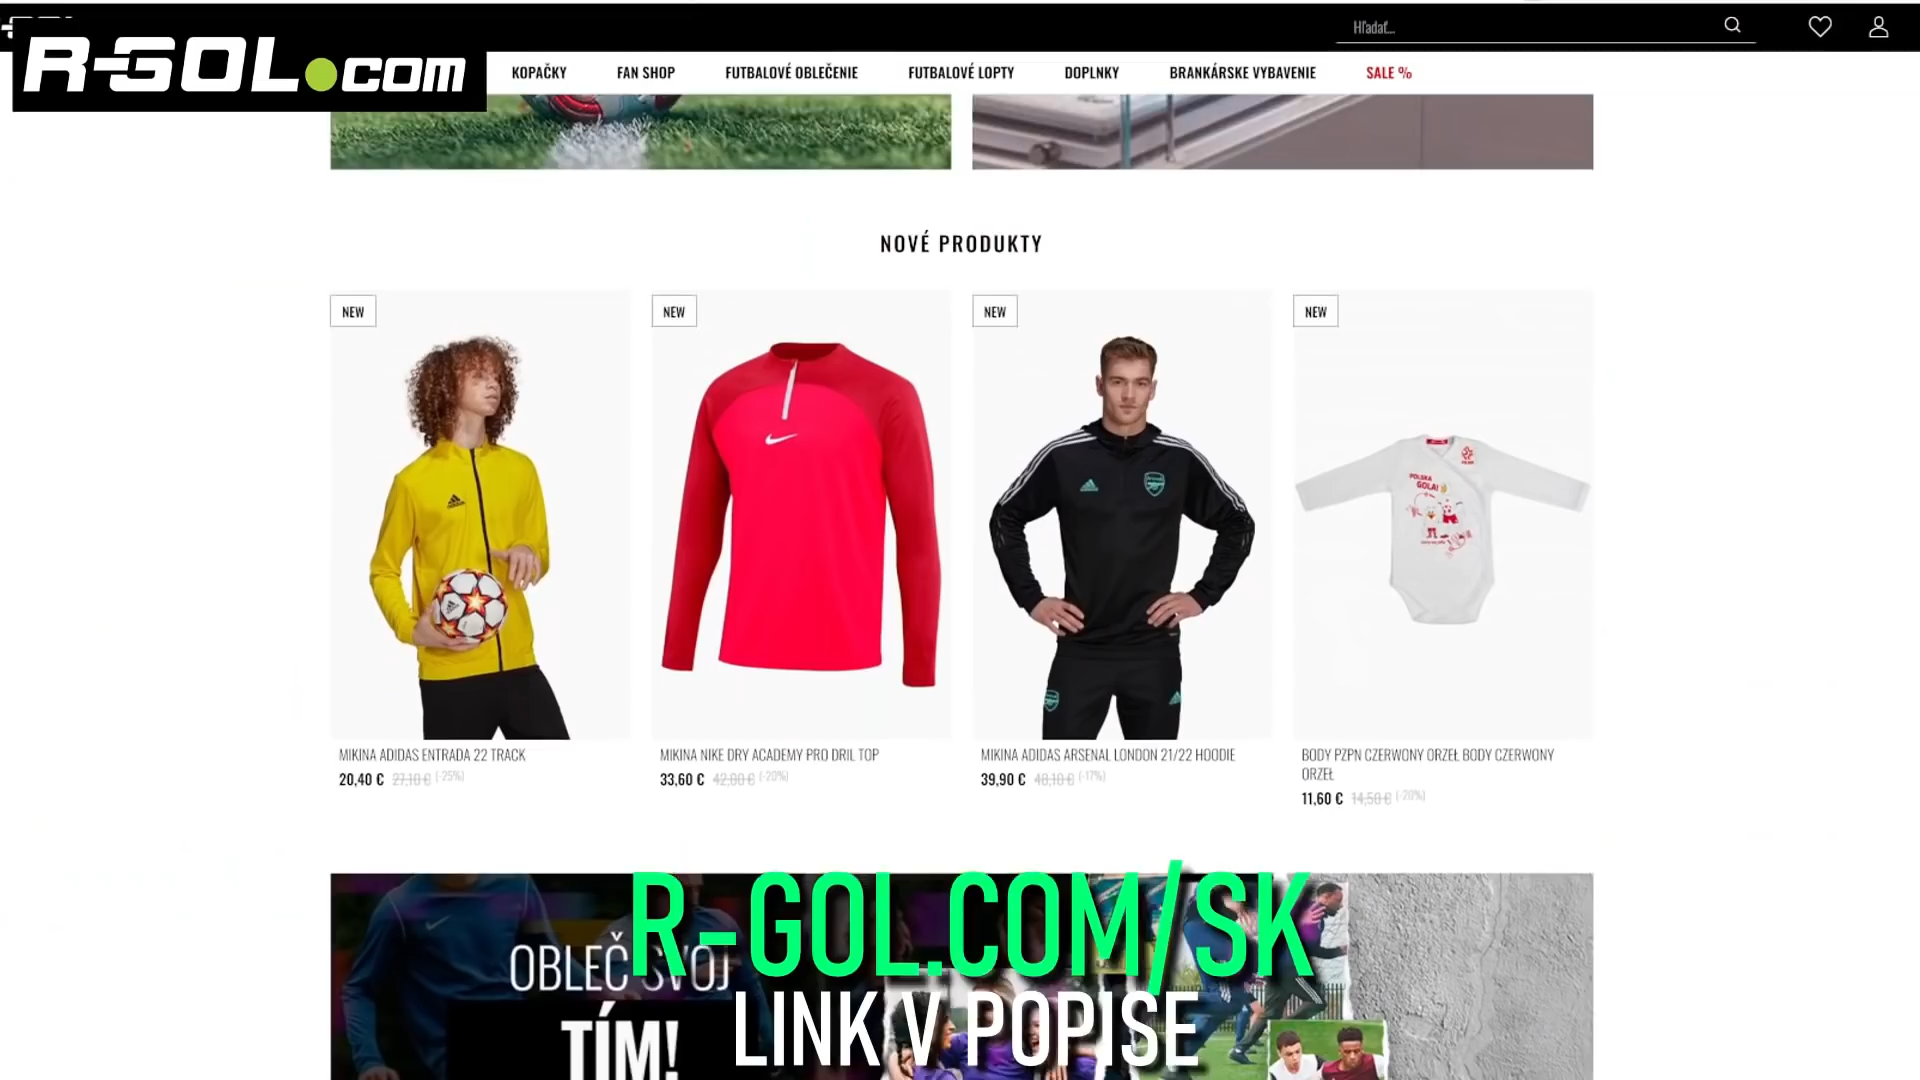 R-GOL.com
Hľadať...
KOPAČKY FAN SHOP FUTBALOVÉ OBLEČENIE FUTBALOVÉ LOPTY DOPLNKY BRANKÁRSKE VYBAVENIE SALE %
NOVÉ PRODUKTY
NEW NEW NEW NEW
POLSKA
GOLA!
MIKINA ADIDAS ENTRADA 22 TRACK
20,40 € 27,10 € (-25%)
MIKINA NIKE DRY ACADEMY PRO DRIL TOP
33,60 € 42,00 € (-20%)
MIKINA ADIDAS ARSENAL LONDON 21/22 HOODIE
39,90 € 48,10 € (-17%)
BODY PZPN CZERWONY ORZEŁ BODY CZERWONY
ORZEŁ
11,60 € 14,50 € (-20%)
R-GOL.COM/SK
OBLEČ SVOJ
LINK V POPISE
TÍM!